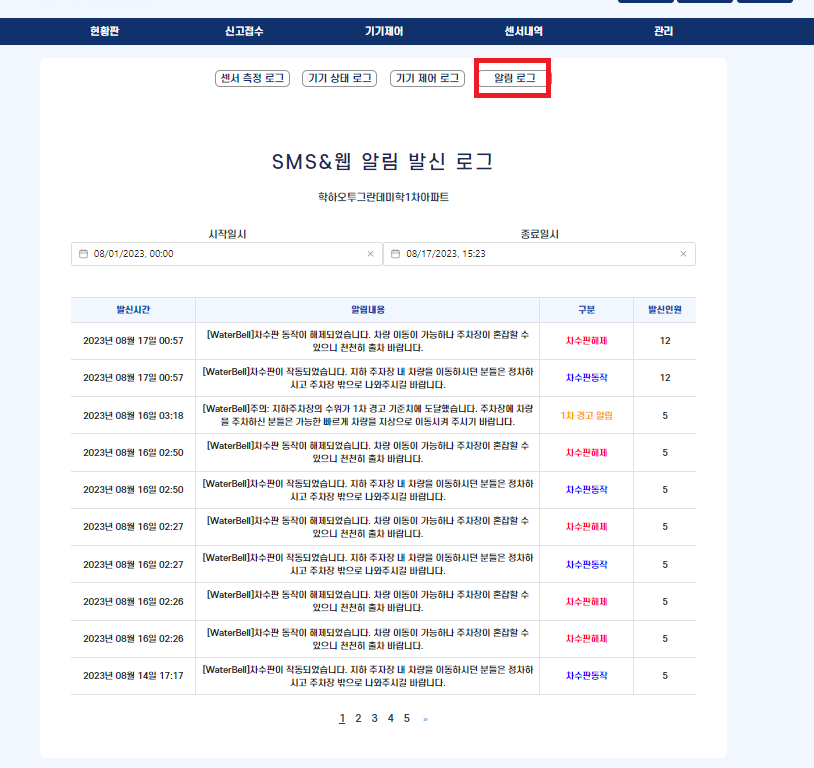 현황판 신고접수 기기제어 센서내역 관리
센서 측정 로그 기기 상태 로그 기기 제어 로그 알림 로그
SMS&웹 알림 발신 로그
학하오투그란데미학1차아파트
시작일시 종료일시
08/01/2023, 00:00 08/17/2023, 15:23
발신시간 알림내용 구분 발신인원
2023년 08월 17일 00:57 [WaterBell]차수판 동작이 해제되었습니다. 차량 이동이 가능하나 주차장이 혼잡할 수 차수판해제 12
있으니 천천히 출차 바랍니다.
2023년 08월 17일 00:57 [WaterBell]차수판이 작동되었습니다. 지하 주차장 내 차량을 이동하시던 분들은 정차하 차수판동작 12
시고 주차장 밖으로 나와주시길 바랍니다.
2023년 08월 16일 03:18 [WaterBell]주의: 지하주차장의 수위가 1차 경고 기준치에 도달했습니다. 주차장에 차량 1차 경고 알림 5
을 주차하신 분들은 가능한 빠르게 차량을 지상으로 이동시켜 주시기 바랍니다.
2023년 08월 16일 02:50 [WaterBell]차수판 동작이 해제되었습니다. 차량 이동이 가능하나 주차장이 혼잡할 수 차수판해제 5
있으니 천천히 출차 바랍니다.
2023년 08월 16일 02:50 [WaterBell]차수판이 작동되었습니다. 지하 주차장 내 차량을 이동하시던 분들은 정차하 차수판동작 5
시고 주차장 밖으로 나와주시길 바랍니다.
2023년 08월 16일 02:27 [WaterBell]차수판 동작이 해제되었습니다. 차량 이동이 가능하나 주차장이 혼잡할 수 차수판해제 5
있으니 천천히 출차 바랍니다.
2023년 08월 16일 02:27 [WaterBell]차수판이 작동되었습니다. 지하 주차장 내 차량을 이동하시던 분들은 정차하 차수판동작 5
시고 주차장 밖으로 나와주시길 바랍니다.
2023년 08월 16일 02:26 [WaterBell]차수판 동작이 해제되었습니다. 차량 이동이 가능하나 주차장이 혼잡할 수 차수판해제 5
있으니 천천히 출차 바랍니다.
2023년 08월 16일 02:26 [WaterBell]차수판 동작이 해제되었습니다. 차량 이동이 가능하나 주차장이 혼잡할 수 차수판해제 5
있으니 천천히 출차 바랍니다.
2023년 08월 14일 17:17 [WaterBell]차수판이 작동되었습니다. 지하 주차장 내 차량을 이동하시던 분들은 정차하 차수판동작 5
시고 주차장 밖으로 나와주시길 바랍니다.
1 2 3 4 5 »